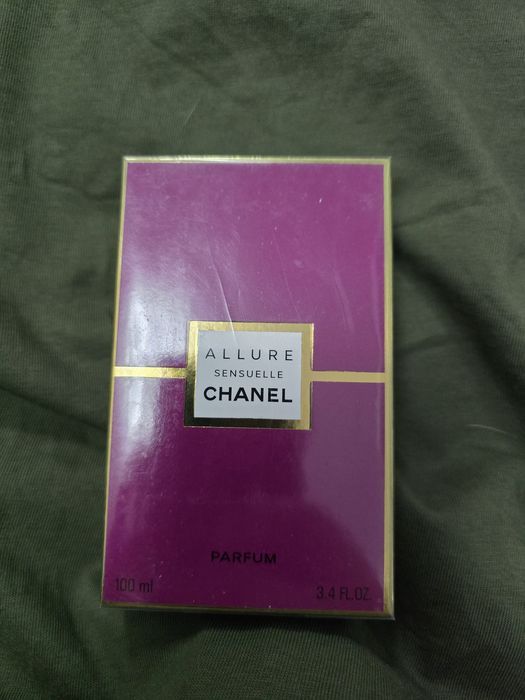 ALLURE
SENSUELLE
CHANEL
PARFUM
100 ml 3.4 FL.OZ.